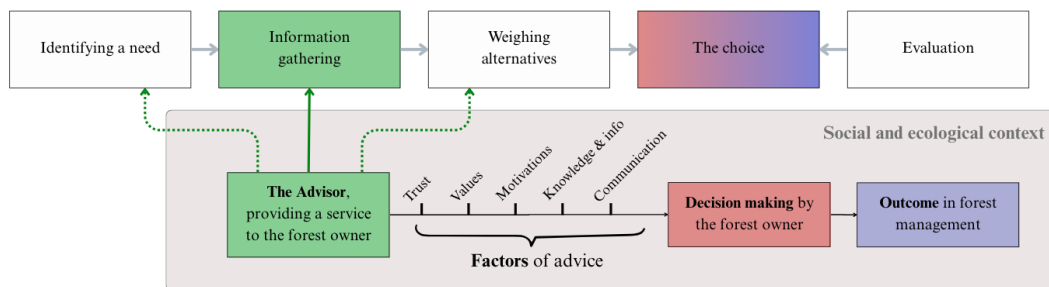 Identifying a need
Information
gathering
Weighing
alternatives
The choice
Evaluation
Social and ecological context
The Advisor,
providing a service
to the forest owner
Trust
Values
Motivations
Knowledge & info
Communication
Factors of advice
Decision making by
the forest owner
Outcome in forest
management